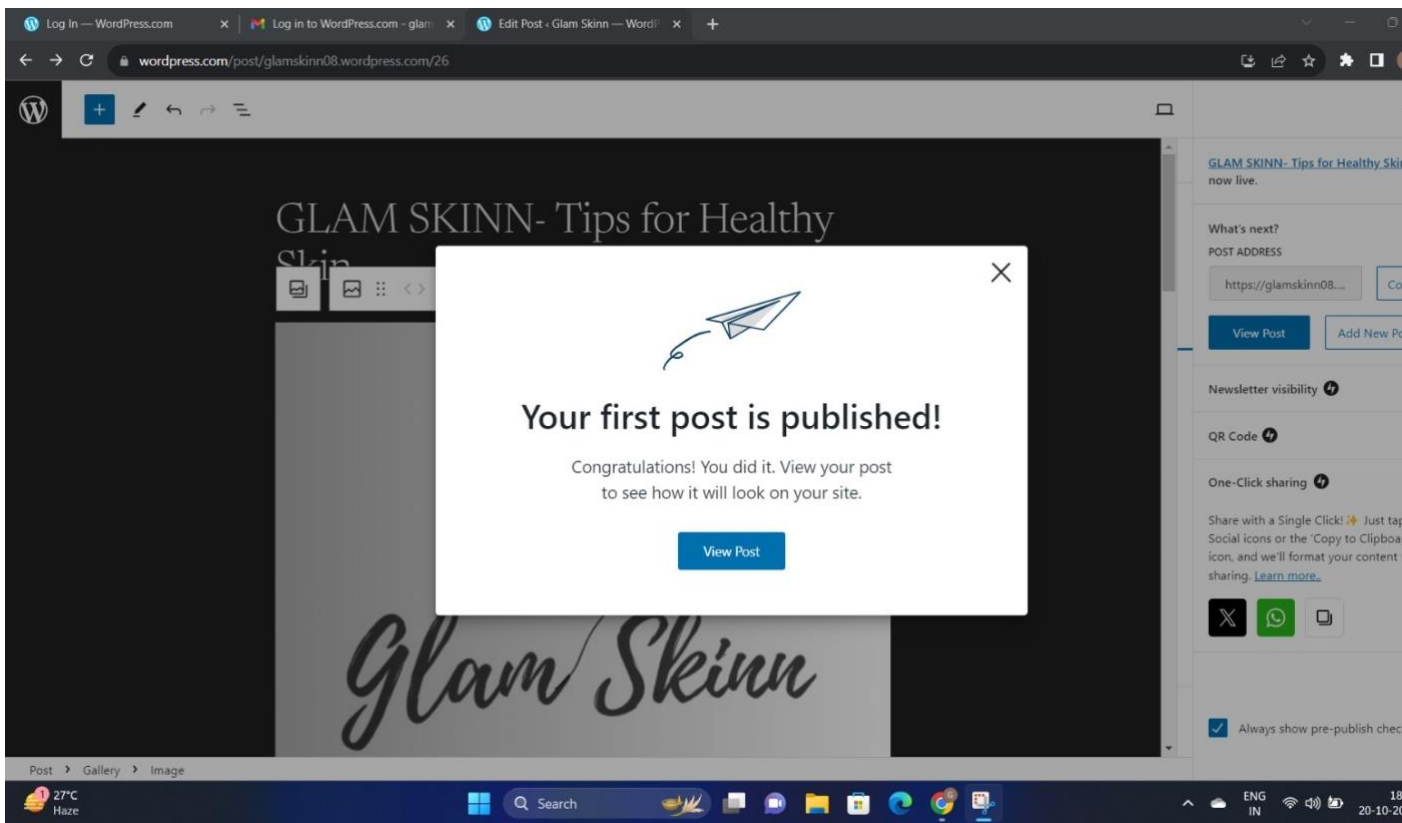 Log In — WordPress.com
Log in to WordPress.com - glam
Edit Post ‹ Glam Skinn — WordP
wordpress.com/post/glamskinn08.wordpress.com/26
GLAM SKINN- Tips for Healthy
Skin
Your first post is published!
Congratulations! You did it. View your post
to see how it will look on your site.
View Post
Glam Skinn
GLAM SKINN- Tips for Healthy Skin
now live.
What's next?
POST ADDRESS
https://glamskinn08....
Co
View Post
Add New Po
Newsletter visibility
QR Code
One-Click sharing
Share with a Single Click! ✨ Just tap
Social icons or the 'Copy to Clipboa
icon, and we'll format your content
sharing. Learn more..
Always show pre-publish chec
Post › Gallery › Image
1
27°C
Haze
Search
ENG
IN
18
20-10-20